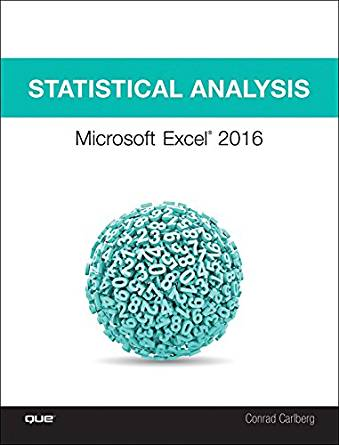 STATISTICAL ANALYSIS
Microsoft Excel® 2016
que®
Conrad Carlberg